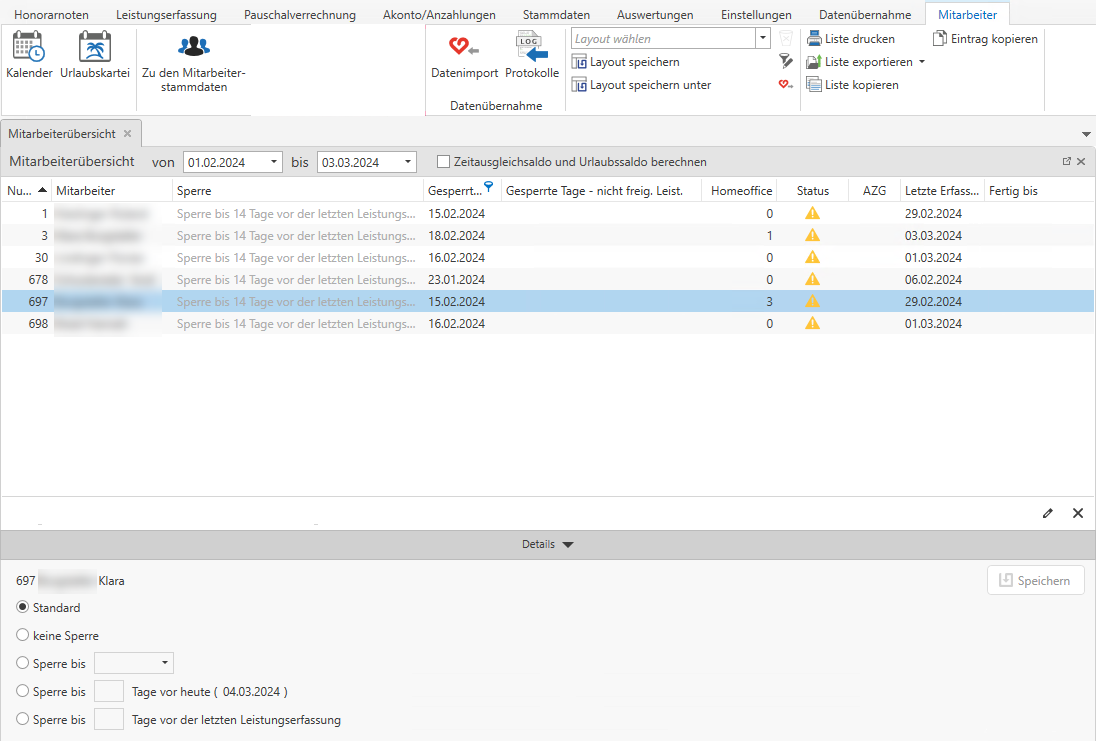 Honorarnoten Leistungserfassung Pauschalverrechnung Akonto/Anzahlungen Stammdaten Auswertungen Einstellungen Datenübernahme Mitarbeiter
Kalender Urlaubskartei Zu den Mitarbeiter-
stammdaten
LOG
Datenimport Protokolle
Datenübernahme
Layout wählen
Layout speichern
Layout speichern unter
Liste drucken Eintrag kopieren
Liste exportieren
Liste kopieren
Mitarbeiterübersicht
Mitarbeiterübersicht von 01.02.2024 bis 03.03.2024 Zeitausgleichsaldo und Urlaubssaldo berechnen
Nu... Mitarbeiter Sperre Gesperrt... Gesperrte Tage - nicht freig. Leist. Homeoffice Status AZG Letzte Erfass... Fertig bis
1 Sperre bis 14 Tage vor der letzten Leistungs... 15.02.2024 0 29.02.2024
3 Sperre bis 14 Tage vor der letzten Leistungs... 18.02.2024 1 03.03.2024
30 Sperre bis 14 Tage vor der letzten Leistungs... 16.02.2024 0 01.03.2024
678 Sperre bis 14 Tage vor der letzten Leistungs... 23.01.2024 0 06.02.2024
697 Sperre bis 14 Tage vor der letzten Leistungs... 15.02.2024 3 29.02.2024
698 Sperre bis 14 Tage vor der letzten Leistungs... 16.02.2024 0 01.03.2024
Details
697 Klara Speichern
Standard
keine Sperre
Sperre bis
Sperre bis Tage vor heute ( 04.03.2024 )
Sperre bis Tage vor der letzten Leistungserfassung